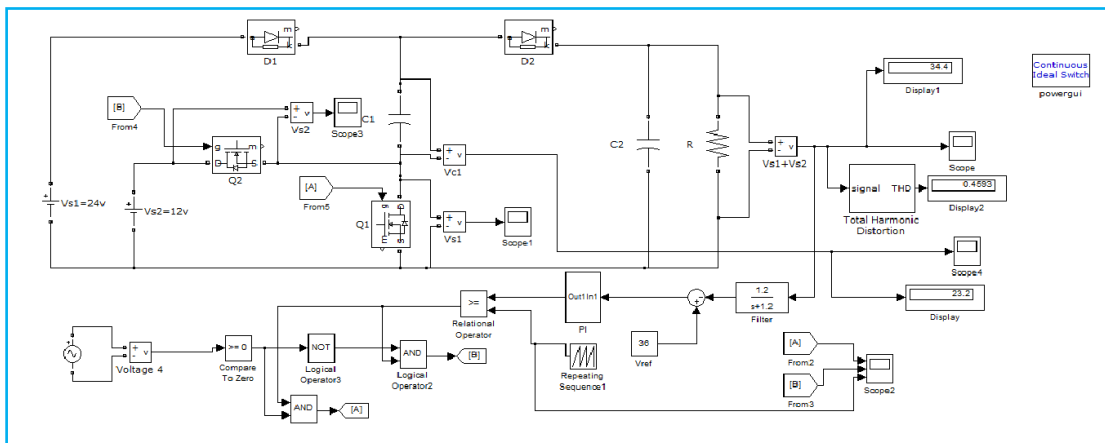 m
k
D1
m
k
D2
Continuous
Ideal Switch
powergui
34.4
Display1
[B]
From4
+
-
v
Vs2
Scope3
C1
g
m
D
S
Q2
+
-
v
Vc1
C2
R
+
-
v
Vs1+Vs2
Scope
signal
THD
Total Harmonic
Distortion
0.4593
Display2
Vs1=24v
Vs2=12v
[A]
From5
g
D
m
S
Q1
+
-
v
Vs1
Scope1
Scope4
23.2
Display
Out1In1
PI
1.2
s+1.2
Filter
>=
Relational
Operator
36
Vref
Repeating
Sequence1
[A]
From2
[B]
From3
Scope2
+
-
v
Voltage 4
>= 0
Compare
To Zero
NOT
Logical
Operator3
AND
Logical
Operator2
[B]
AND
[A]